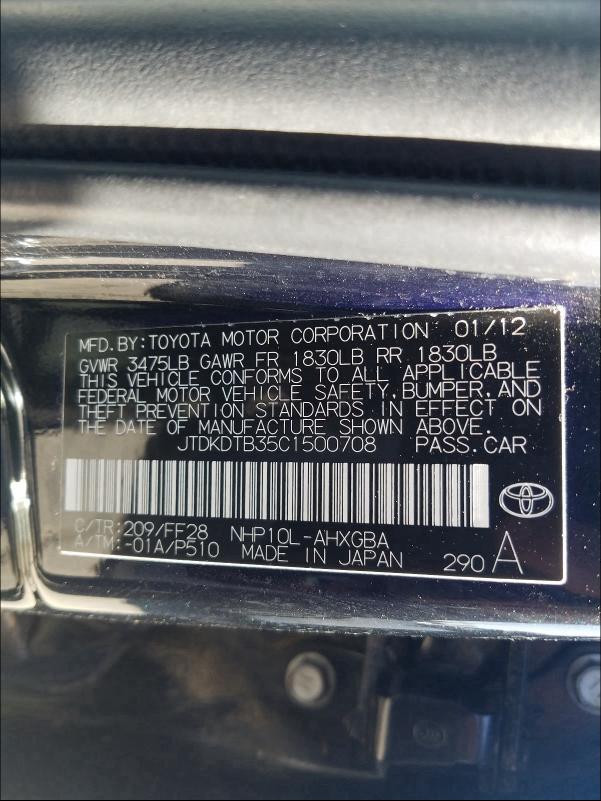 MFD.BY:TOYOTA MOTOR CORPORATION 01/12
GVWR 3475LB GAWR FR 1830LB RR 1830LB
THIS VEHICLE CONFORMS TO ALL APPLICABLE
FEDERAL MOTOR VEHICLE SAFETY,BUMPER,AND
THEFT PREVENTION STANDARDS IN EFFECT ON
THE DATE OF MANUFACTURE SHOWN ABOVE.
JTDKDTB35C1500708 PASS.CAR
C/TR:209/FF28 NHP10L-AHXGBA
A/TM:-01A/P510 MADE IN JAPAN 290 A